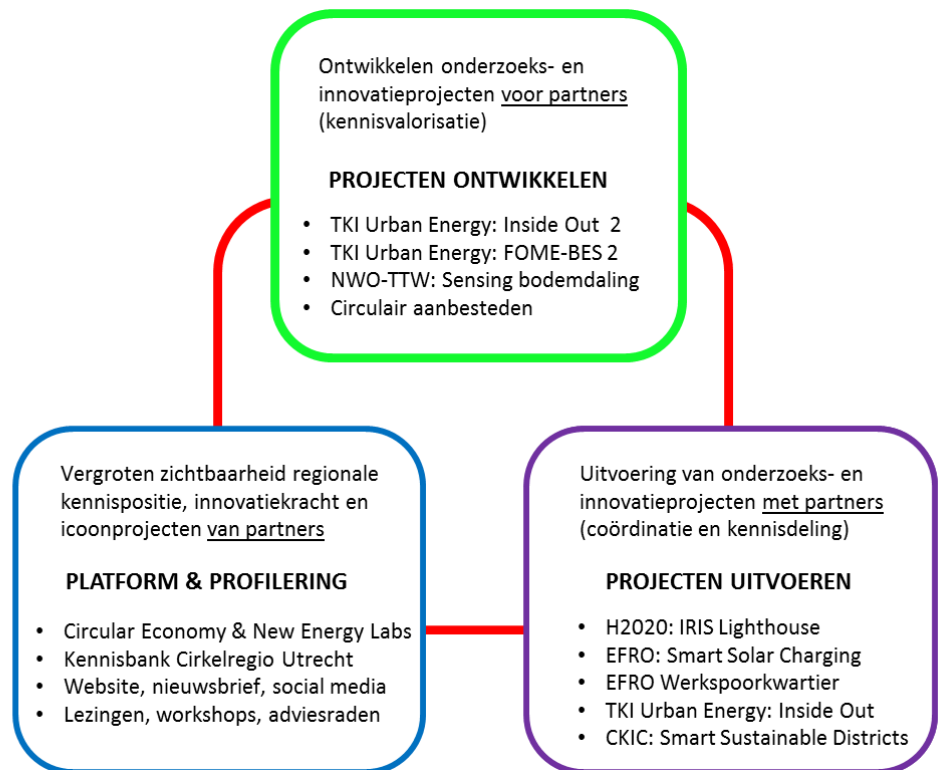 Ontwikkelen onderzoeks- en
innovatieprojecten voor partners
(kennisvalorisatie)
PROJECTEN ONTWIKKELEN
• TKI Urban Energy: Inside Out 2
• TKI Urban Energy: FOME-BES 2
• NWO-TTW: Sensing bodemdaling
• Circulair aanbesteden
Vergroten zichtbaarheid regionale
kennispositie, innovatiekracht en
icoonprojecten van partners
PLATFORM & PROFILERING
• Circular Economy & New Energy Labs
• Kennisbank Cirkelregio Utrecht
• Website, nieuwsbrief, social media
• Lezingen, workshops, adviesraden
Uitvoering van onderzoeks- en
innovatieprojecten met partners
(coördinatie en kennisdeling)
PROJECTEN UITVOEREN
• H2020: IRIS Lighthouse
• EFRO: Smart Solar Charging
• EFRO Werkspoorkwartier
• TKI Urban Energy: Inside Out
• CKIC: Smart Sustainable Districts